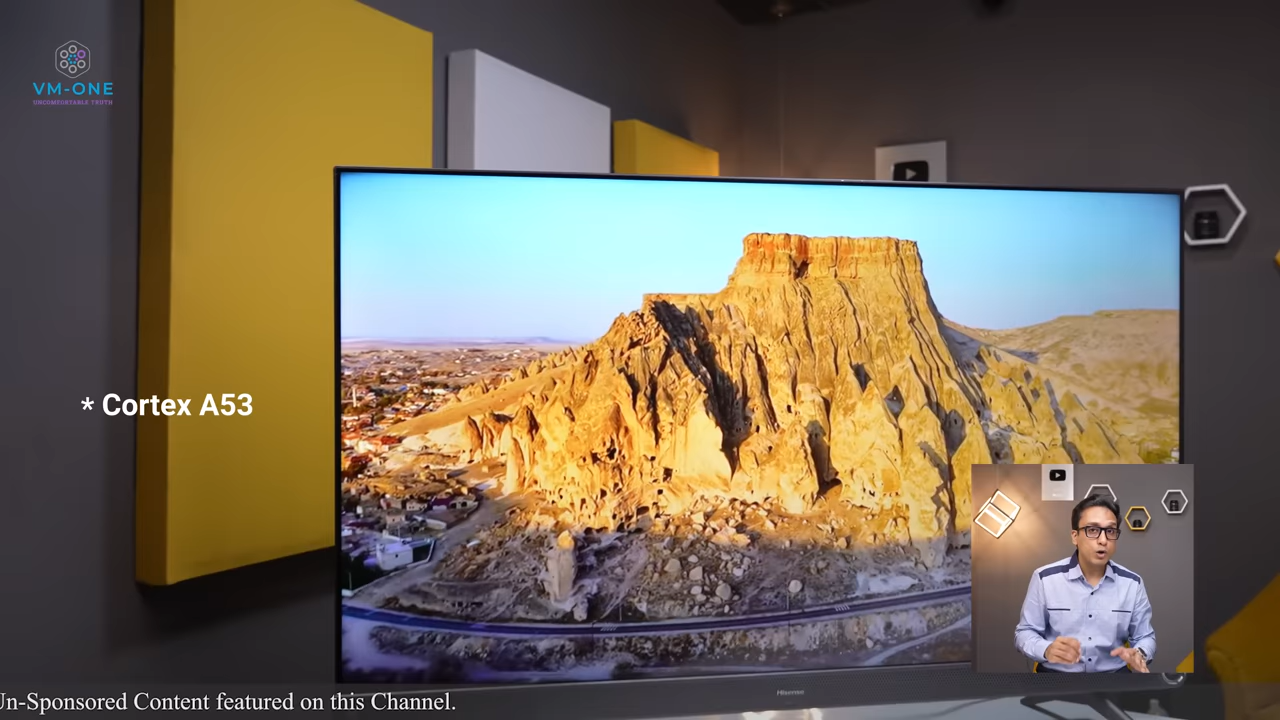 VM-ONE
UNCOMFORTABLE TRUTH
* Cortex A53
Hisense
Un-Sponsored Content featured on this Channel.